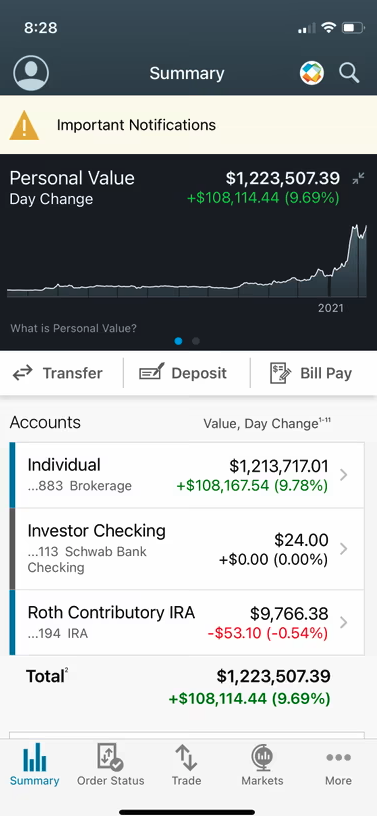 8:28
Summary
Important Notifications
Personal Value $1,223,507.39
Day Change +$108,114.44 (9.69%)
2021
What is Personal Value?
Transfer Deposit Bill Pay
Accounts Value, Day Change¹⁻¹¹
Individual $1,213,717.01
...883 Brokerage +$108,167.54 (9.78%)
Investor Checking $24.00
...113 Schwab Bank +$0.00 (0.00%)
Checking
Roth Contributory IRA $9,766.38
...194 IRA -$53.10 (-0.54%)
Total² $1,223,507.39
+$108,114.44 (9.69%)
Summary Order Status Trade Markets More